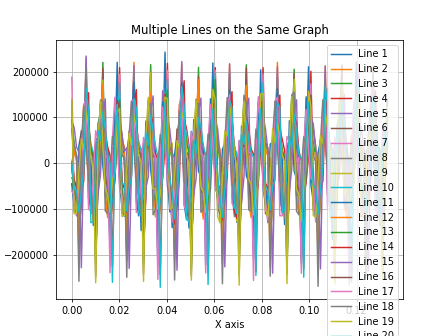 Multiple Lines on the Same Graph
200000
100000
0
−100000
−200000
0.00
0.02
0.04
0.06
0.08
0.10
X axis
Line 1
Line 2
Line 3
Line 4
Line 5
Line 6
Line 7
Line 8
Line 9
Line 10
Line 11
Line 12
Line 13
Line 14
Line 15
Line 16
Line 17
Line 18
Line 19
Line 20